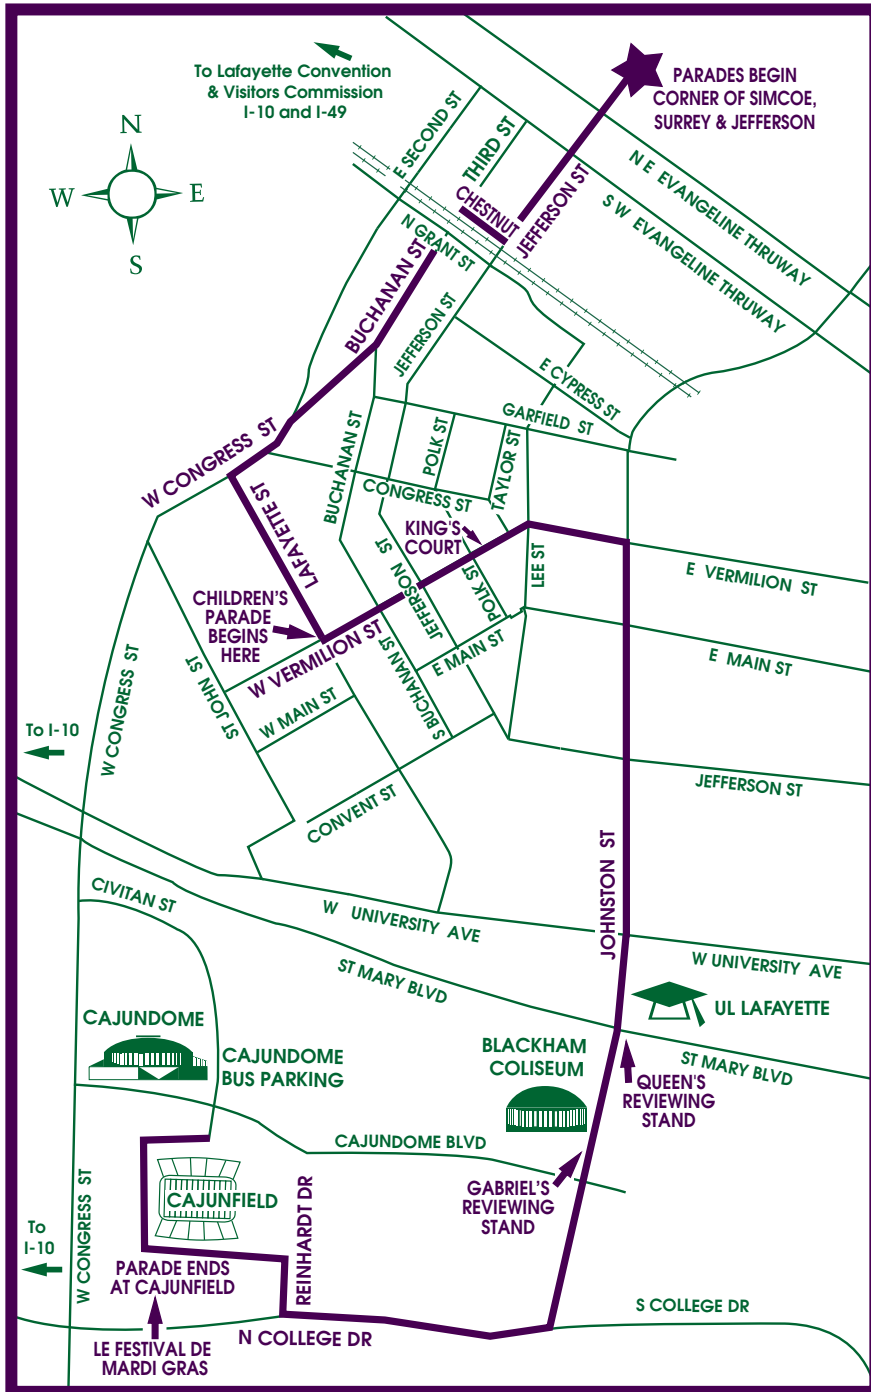 To Lafayette Convention
& Visitors Commission
I-10 and I-49
PARADES BEGIN
CORNER OF SIMCOE,
SURREY & JEFFERSON
N
W
E
S
E SECOND ST
THIRD ST
CHESTNUT
JEFFERSON ST
N E EVANGELINE THRUWAY
S W EVANGELINE THRUWAY
N GRANT ST
BUCHANAN ST
JEFFERSON ST
E CYPRESS ST
GARFIELD ST
BUCHANAN ST
POLK ST
TAYLOR ST
W CONGRESS ST
CONGRESS ST
LAFAYETTE ST
KING'S
COURT
JEFFERSON ST
POLK ST
LEE ST
E VERMILION ST
CHILDREN'S
PARADE
BEGINS
HERE
W VERMILION ST
E MAIN ST
E MAIN ST
ST JOHN ST
W MAIN ST
S BUCHANAN ST
W CONGRESS ST
To I-10
CONVENT ST
JEFFERSON ST
JOHNSTON ST
CIVITAN ST
W UNIVERSITY AVE
W UNIVERSITY AVE
ST MARY BLVD
UL LAFAYETTE
CAJUNDOME
CAJUNDOME
BUS PARKING
BLACKHAM
COLISEUM
ST MARY BLVD
QUEEN'S
REVIEWING
STAND
CAJUNDOME BLVD
GABRIEL'S
REVIEWING
STAND
W CONGRESS ST
CAJUNFIELD
REINHARDT DR
To
I-10
PARADE ENDS
AT CAJUNFIELD
S COLLEGE DR
N COLLEGE DR
LE FESTIVAL DE
MARDI GRAS